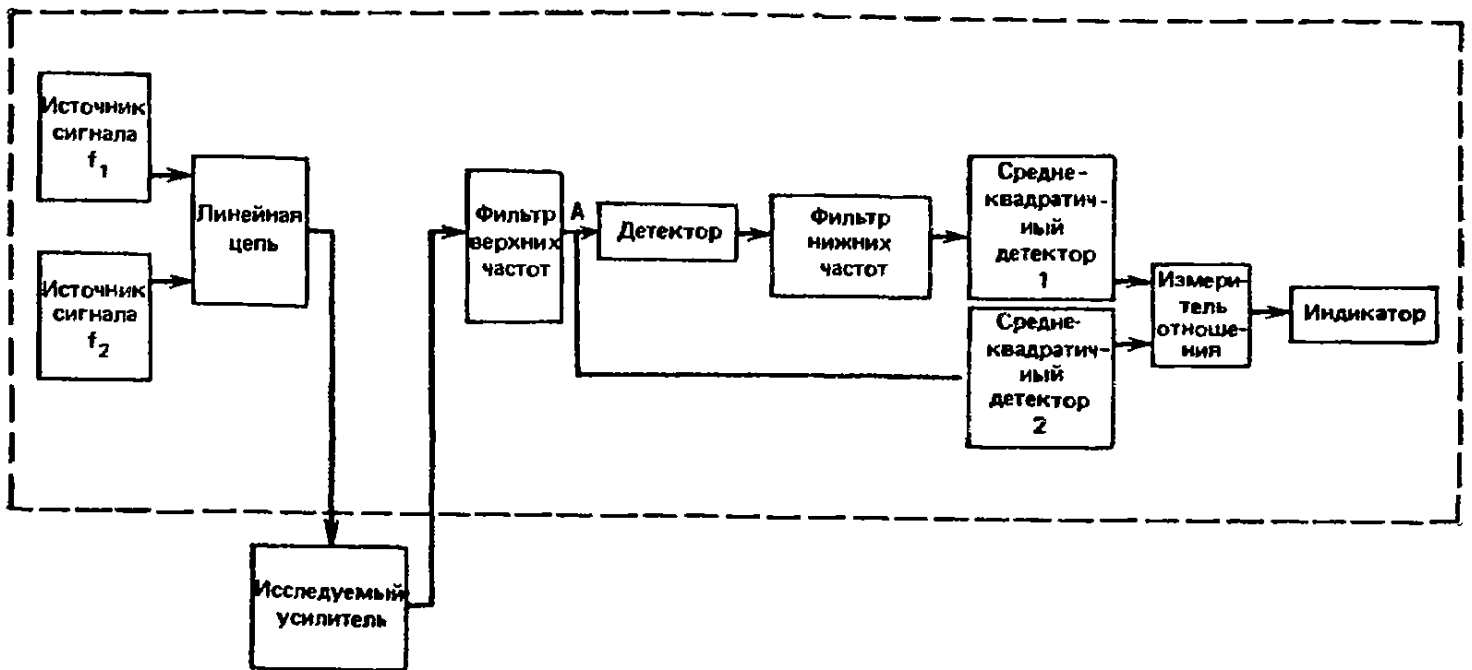 Источник
сигнала
f₁
Источник
сигнала
f₂
Линейная
цепь
Исследуемый
усилитель
Фильтр
верхних
частот
А
Детектор
Фильтр
нижних
частот
Средне-
квадратич-
ный
детектор
1
Средне-
квадратич-
ный
детектор
2
Измери-
тель
отноше-
ния
Индикатор